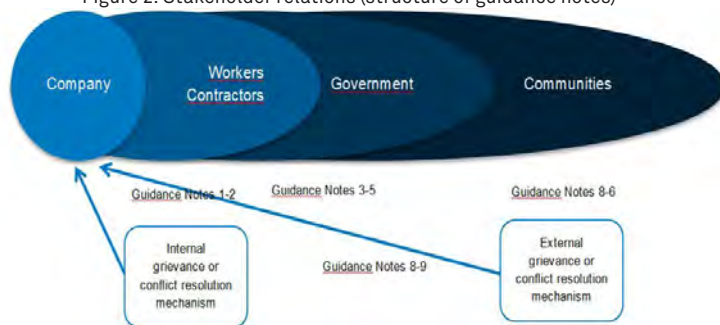 Figure 2. Stakeholder relations (structure of guidance notes)
Company
Workers
Contractors
Government
Communities
Guidance Notes 1-2
Guidance Notes 3-5
Guidance Notes 8-6
Internal
grievance or
conflict resolution
mechanism
Guidance Notes 8-9
External
grievance or
conflict resolution
mechanism